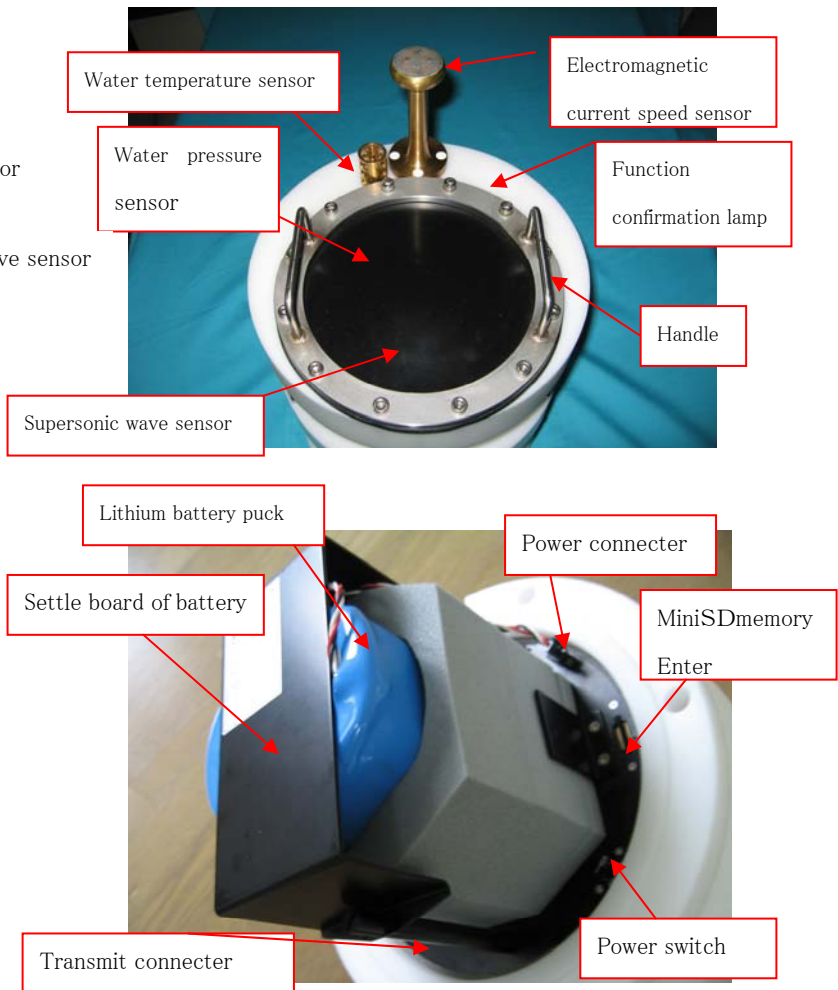 Water temperature sensor
Electromagnetic
current speed sensor
Water pressure
sensor
Function
confirmation lamp
or
ve sensor
Handle
Supersonic wave sensor
Lithium battery puck
Power connecter
Settle board of battery
MiniSDmemory
Enter
Power switch
Transmit connecter